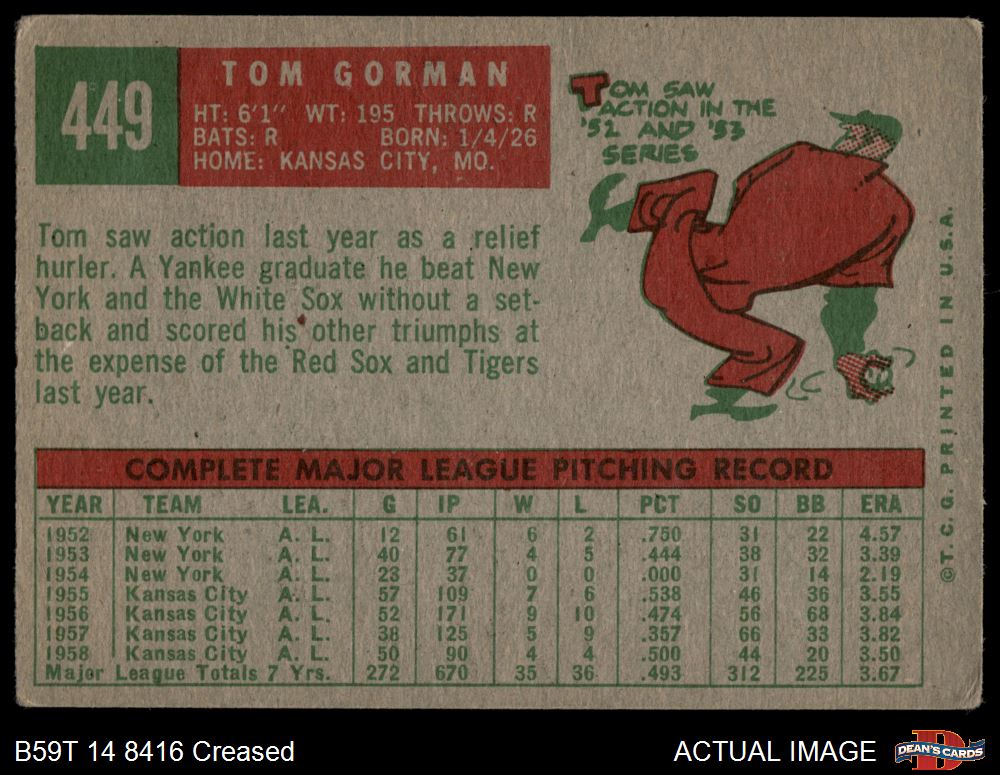 449
TOM GORMAN
HT: 6'1" WT: 195 THROWS: R
BATS: R BORN: 1/4/26
HOME: KANSAS CITY, MO.
TOM SAW
ACTION IN THE
'52 AND '53
SERIES
Tom saw action last year as a relief
hurler. A Yankee graduate he beat New
York and the White Sox without a set-
back and scored his other triumphs at
the expense of the Red Sox and Tigers
last year.
COMPLETE MAJOR LEAGUE PITCHING RECORD
YEAR TEAM LEA. G IP W L PCT SO BB ERA
1952 New York A. L. 12 61 6 2 .750 31 22 4.57
1953 New York A. L. 40 77 4 5 .444 38 32 3.39
1954 New York A. L. 23 37 0 0 .000 31 14 2.19
1955 Kansas City A. L. 57 109 7 6 .538 46 36 3.55
1956 Kansas City A. L. 52 171 9 10 .474 56 68 3.84
1957 Kansas City A. L. 38 125 5 9 .357 66 33 3.82
1958 Kansas City A. L. 50 90 4 4 .500 44 20 3.50
Major League Totals 7 Yrs. 272 670 35 36 .493 312 225 3.67
© T. C. G. PRINTED IN U.S.A.
B59T 14 8416 Creased
ACTUAL IMAGE
D
DEAN'S CARDS